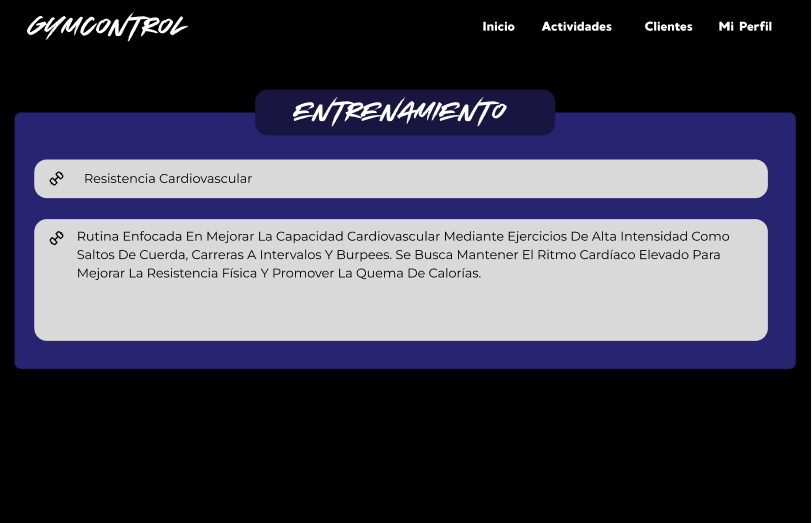 GYMCONTROL
Inicio Actividades Clientes Mi Perfil
ENTRENAMIENTO
Resistencia Cardiovascular
Rutina Enfocada En Mejorar La Capacidad Cardiovascular Mediante Ejercicios De Alta Intensidad Como
Saltos De Cuerda, Carreras A Intervalos Y Burpees. Se Busca Mantener El Ritmo Cardíaco Elevado Para
Mejorar La Resistencia Física Y Promover La Quema De Calorías.